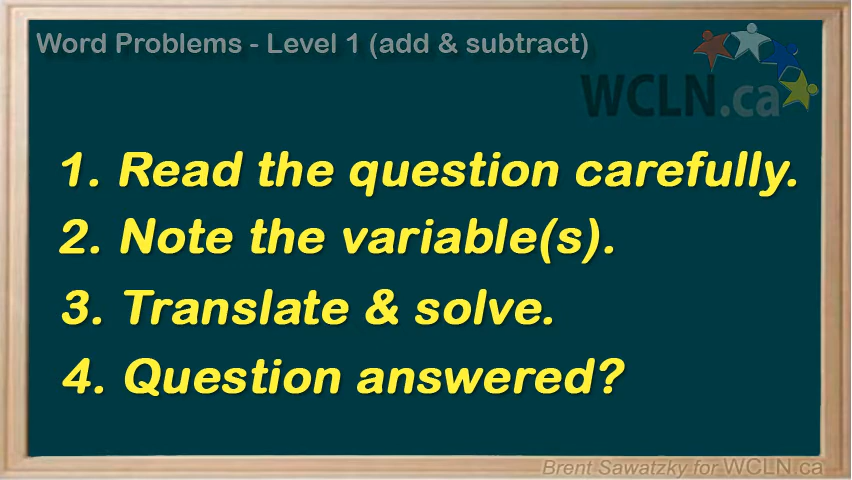 Word Problems - Level 1 (add & subtract)
WCLN.ca
1. Read the question carefully.
2. Note the variable(s).
3. Translate & solve.
4. Question answered?
Brent Sawatzky for WCLN.ca